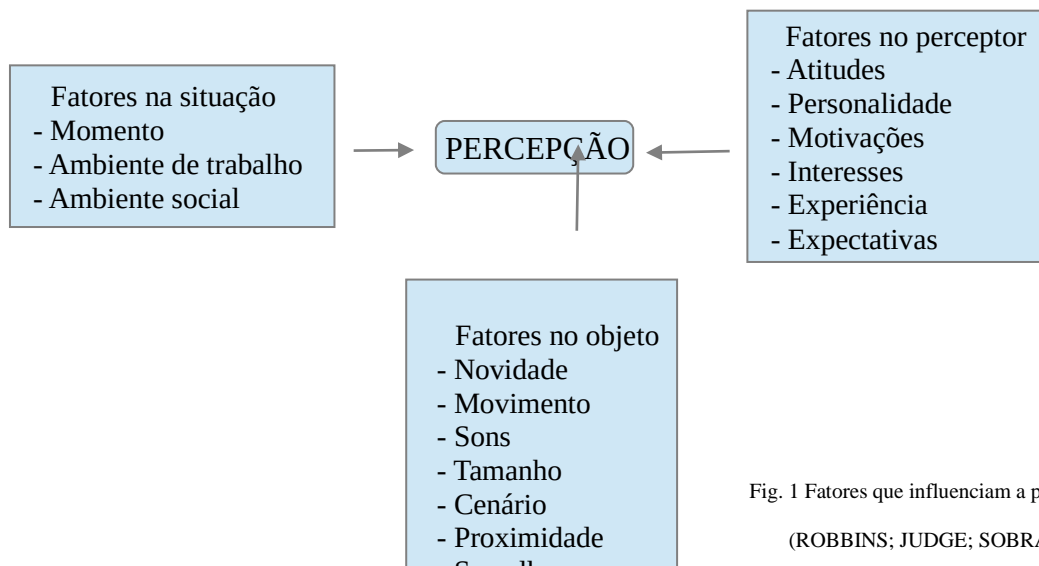 Fatores na situação
- Momento
- Ambiente de trabalho
- Ambiente social
PERCEPÇÃO
Fatores no perceptor
- Atitudes
- Personalidade
- Motivações
- Interesses
- Experiência
- Expectativas
Fatores no objeto
- Novidade
- Movimento
- Sons
- Tamanho
- Cenário
- Proximidade
Fig. 1 Fatores que influenciam a
(ROBBINS; JUDGE;